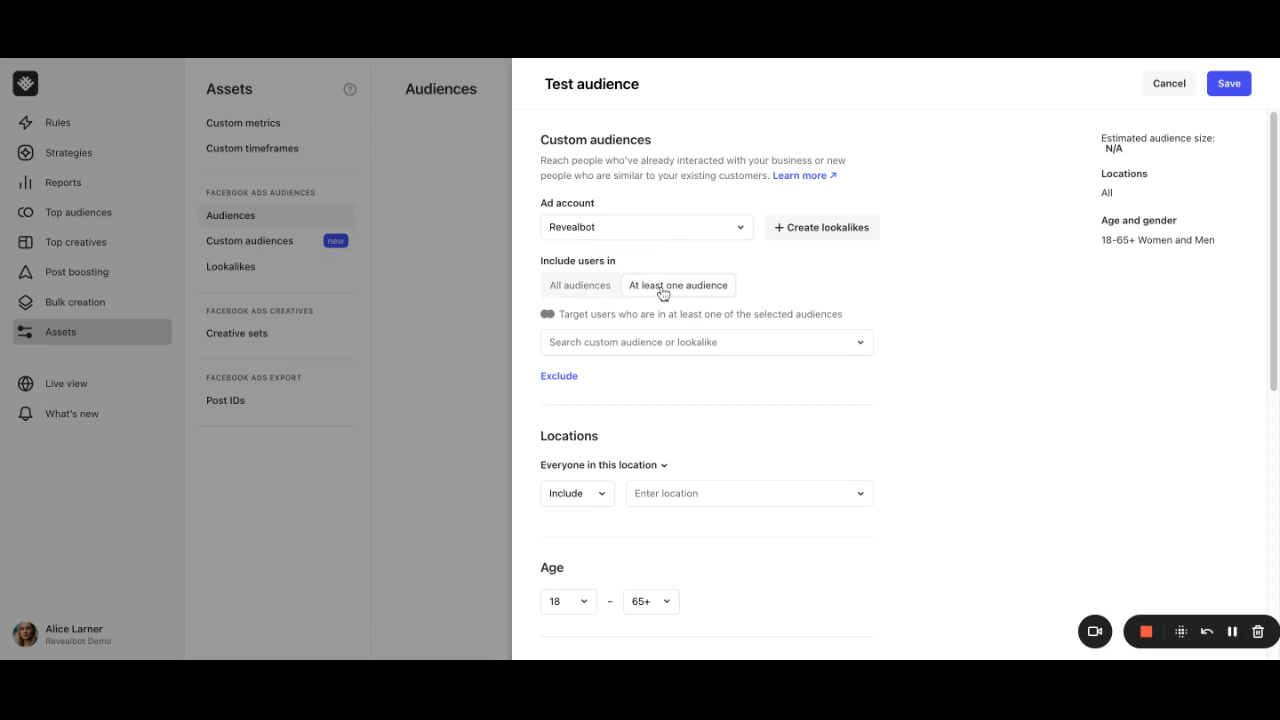 Rules
Strategies
Reports
Top audiences
Top creatives
Post boosting
Bulk creation
Assets
Live view
What's new
Alice Larner
Revealbot Demo
Assets
?
Custom metrics
Custom timeframes
FACEBOOK ADS AUDIENCES
Audiences
Custom audiences new
Lookalikes
FACEBOOK ADS CREATIVES
Creative sets
FACEBOOK ADS EXPORT
Post IDs
Audiences
Test audience
Cancel
Save
Custom audiences
Reach people who've already interacted with your business or new
people who are similar to your existing customers. Learn more ↗
Ad account
Revealbot
+ Create lookalikes
Include users in
All audiences
At least one audience
Target users who are in at least one of the selected audiences
Search custom audience or lookalike
Exclude
Locations
Everyone in this location
Include
Enter location
Age
18 - 65+
Estimated audience size:
N/A
Locations
All
Age and gender
18-65+ Women and Men